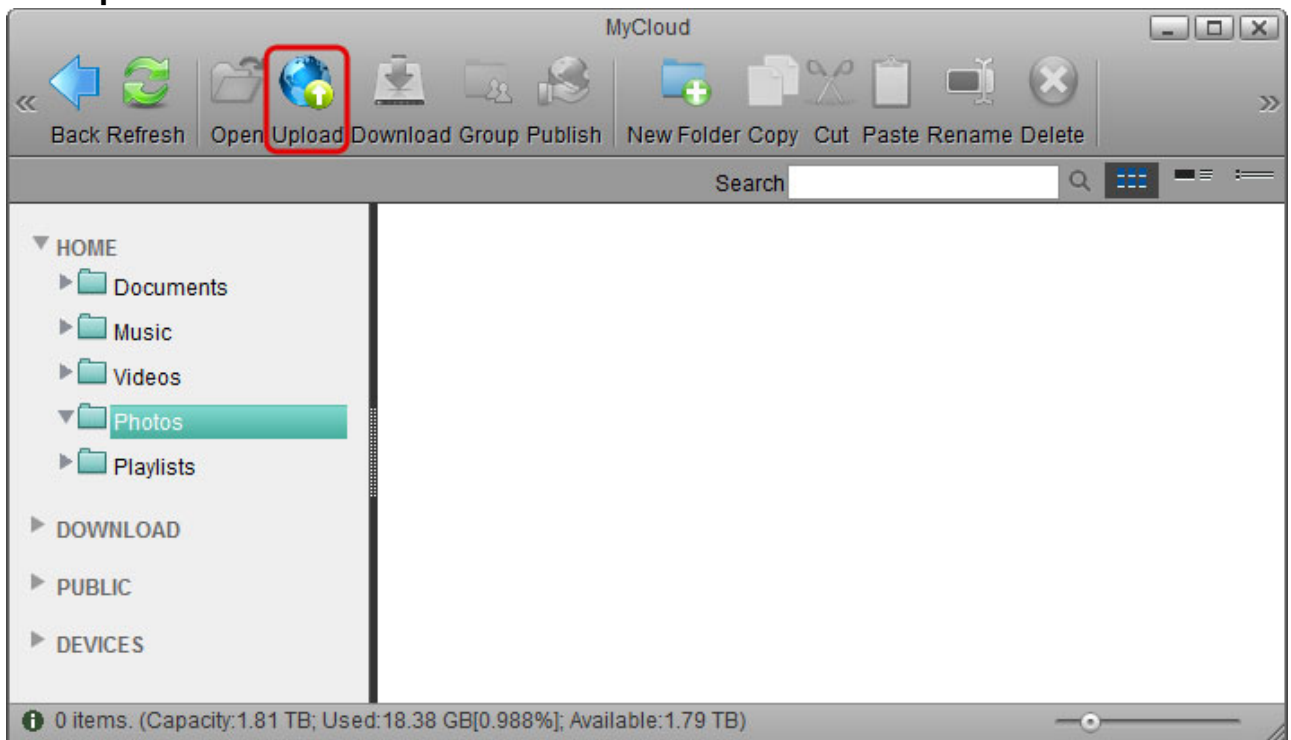 MyCloud
Back Refresh Open Upload Download Group Publish New Folder Copy Cut Paste Rename Delete
Search
HOME
Documents
Music
Videos
Photos
Playlists
DOWNLOAD
PUBLIC
DEVICES
0 items. (Capacity:1.81 TB; Used:18.38 GB[0.988%]; Available:1.79 TB)